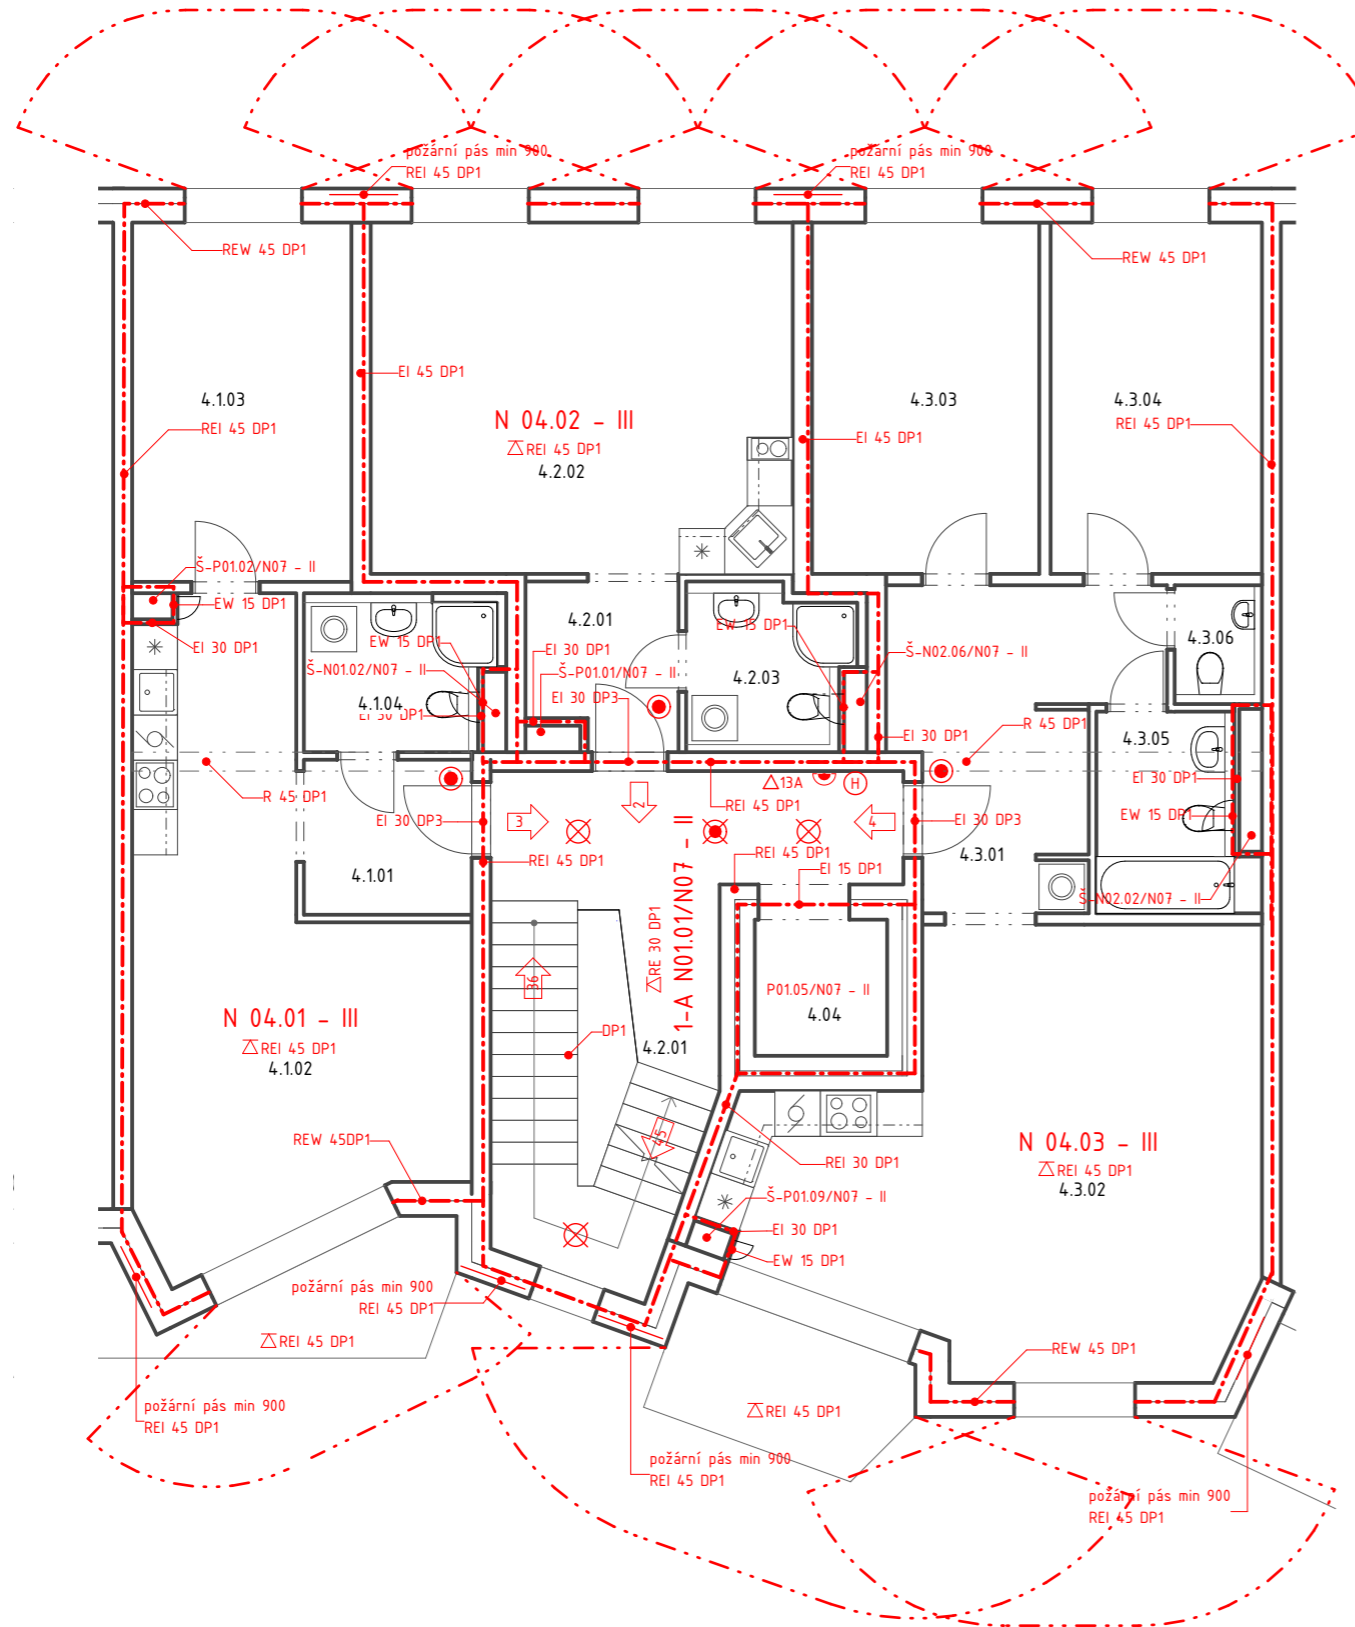 požární pás min 900
REI 45 DP1
požární pás min 900
REI 45 DP1
REW 45 DP1
REW 45 DP1
EI 45 DP1
4.1.03
REI 45 DP1
N 04.02 - III
REI 45 DP1
4.2.02
4.3.03
EI 45 DP1
4.3.04
REI 45 DP1
Š-P01.02/N07 - II
EW 15 DP1
EI 30 DP1
4.2.01
EW 15 DP1
EI 30 DP1
Š-P01.01/N07 - II
EI 30 DP3
EW 15 DP1
Š-N01.02/N07 - II
4.1.04
EI 30 DP1
4.2.03
Š-N02.06/N07 - II
4.3.06
R 45 DP1
EI 30 DP1
4.3.05
EI 30 DP1
EW 15 DP1
Š-N02.02/N07 - II
R 45 DP1
EI 30 DP3
3
2
13A
H
REI 45 DP1
4
EI 30 DP3
REI 45 DP1
REI 45 DP1
EI 15 DP1
4.3.01
4.1.01
1-A N01.01/N07 - II
RE 30 DP1
36
P01.05/N07 - II
4.04
N 04.01 - III
REI 45 DP1
4.1.02
DP1
4.2.01
45
REW 45DP1
REI 30 DP1
N 04.03 - III
REI 45 DP1
4.3.02
Š-P01.09/N07 - II
EI 30 DP1
EW 15 DP1
požární pás min 900
REI 45 DP1
REI 45 DP1
REW 45 DP1
požární pás min 900
REI 45 DP1
REI 45 DP1
požární pás min 900
REI 45 DP1
požární pás min 900
REI 45 DP1